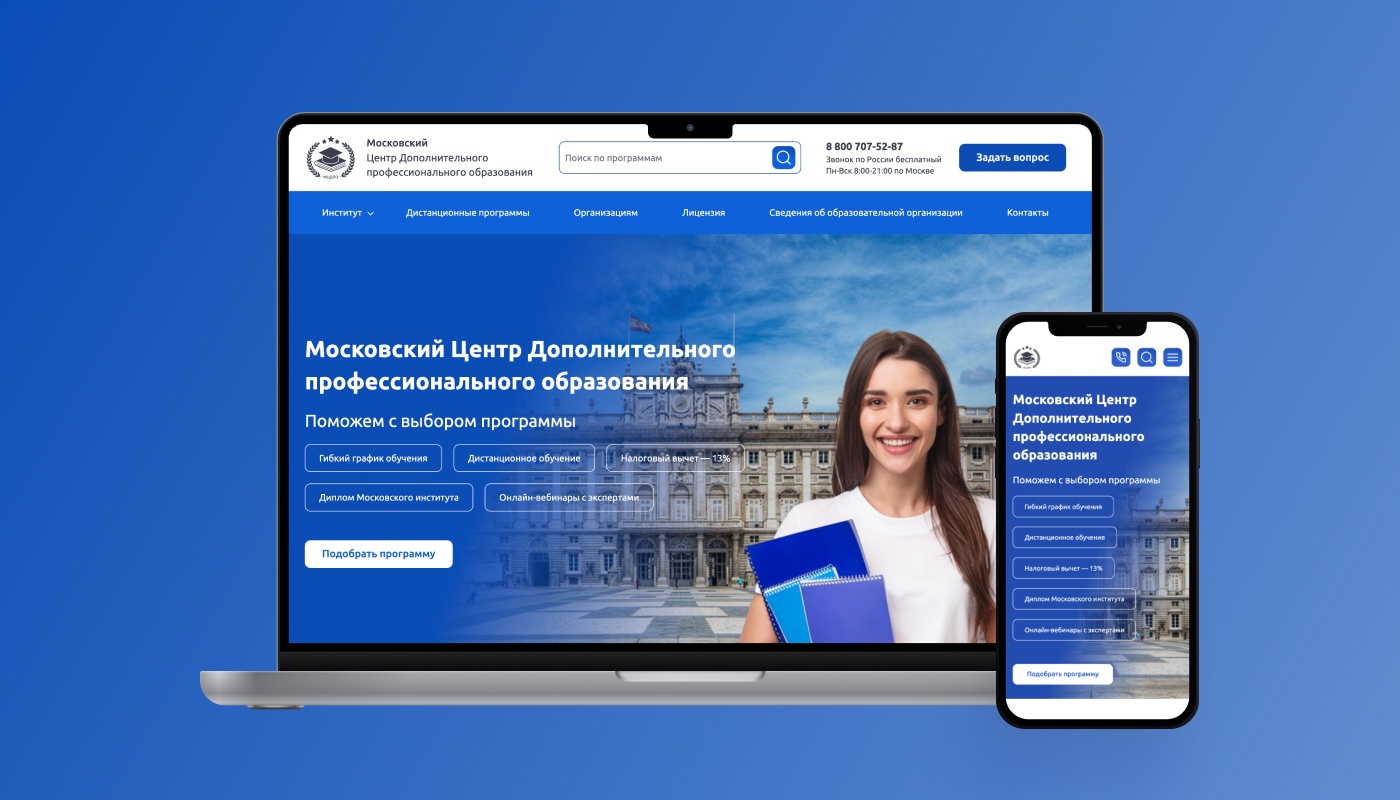 Московский
Центр Дополнительного
профессионального образования
Поиск по программам
8 800 707-52-87
Звонок по России бесплатный
Пн-Вск 8:00-21:00 по Москве
Задать вопрос
Институт
Дистанционные программы
Организациям
Лицензия
Сведения об образовательной организации
Контакты
Московский Центр Дополнительного
профессионального образования
Поможем с выбором программы
Гибкий график обучения
Дистанционное обучение
Налоговый вычет — 13%
Диплом Московского института
Онлайн-вебинары с экспертами
Подобрать программу
Московский Центр
Дополнительного
профессионального
образования
Поможем с выбором программы
Гибкий график обучения
Дистанционное обучение
Налоговый вычет — 13%
Диплом Московского института
Онлайн-вебинары с экспертами
Подобрать программу